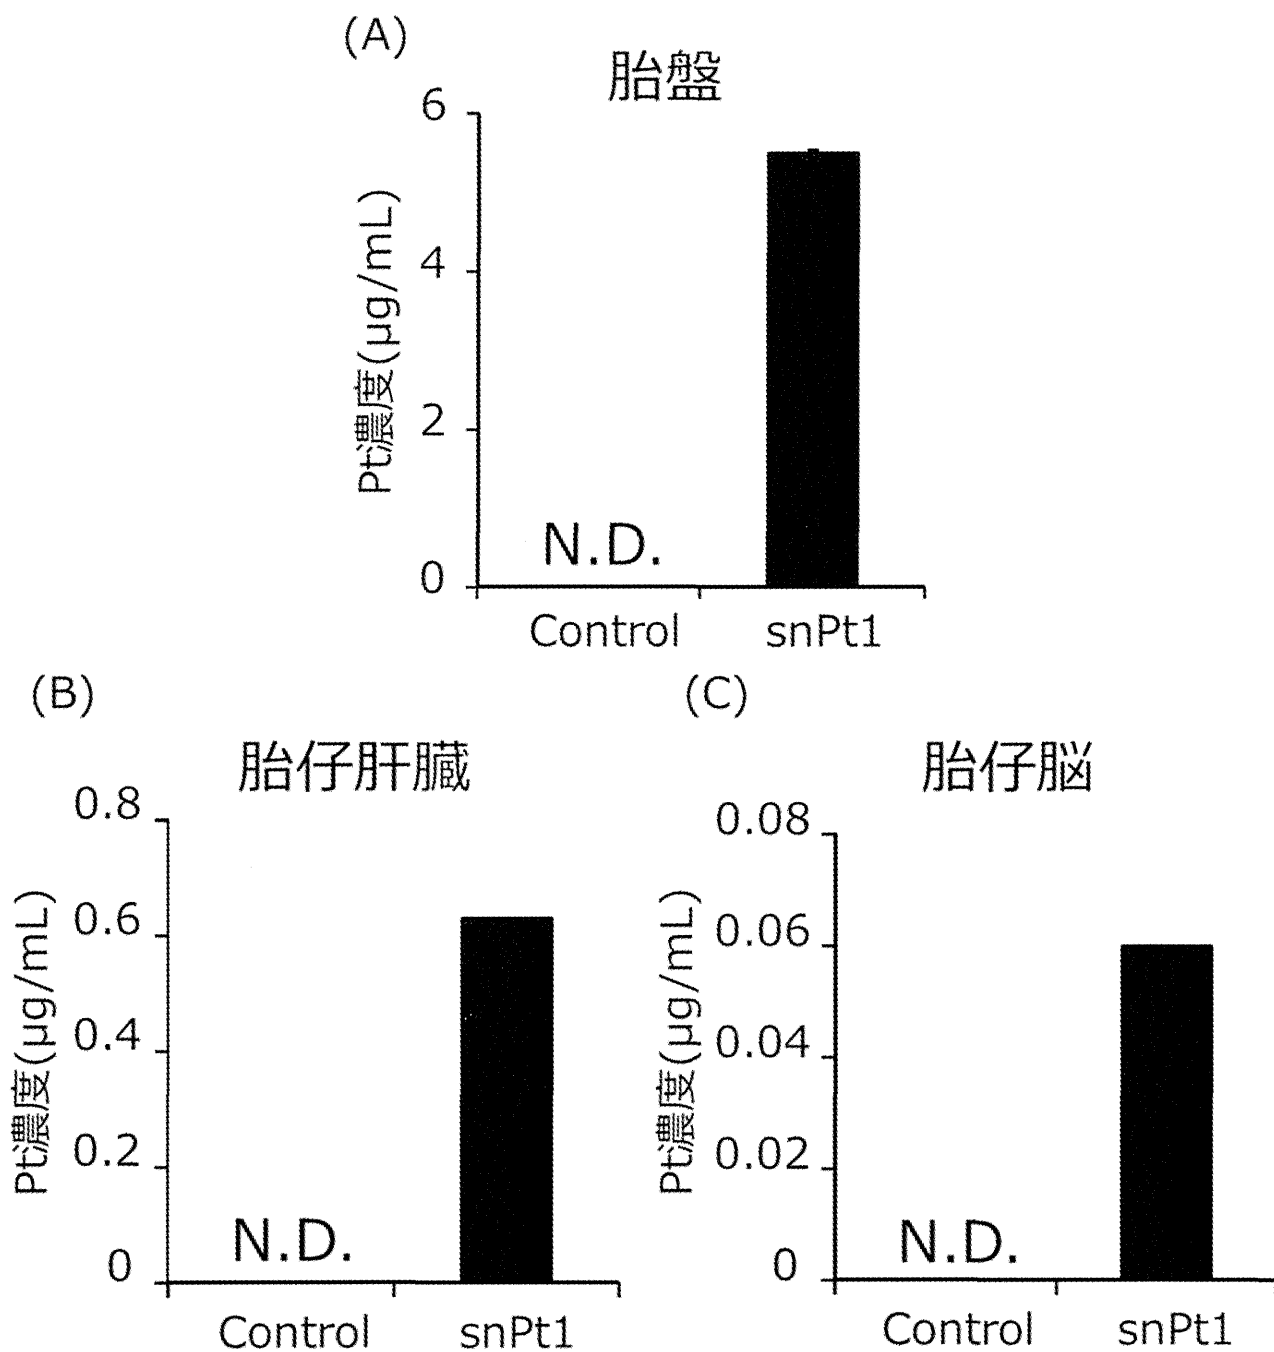 (A)
胎盤
Pt濃度(μg/mL)
6
4
2
0
N.D.
Control snPt1
(B)
胎仔肝臓
Pt濃度(μg/mL)
0.8
0.6
0.4
0.2
0
N.D.
Control snPt1
(C)
胎仔脳
Pt濃度(μg/mL)
0.08
0.06
0.04
0.02
0
N.D.
Control snPt1